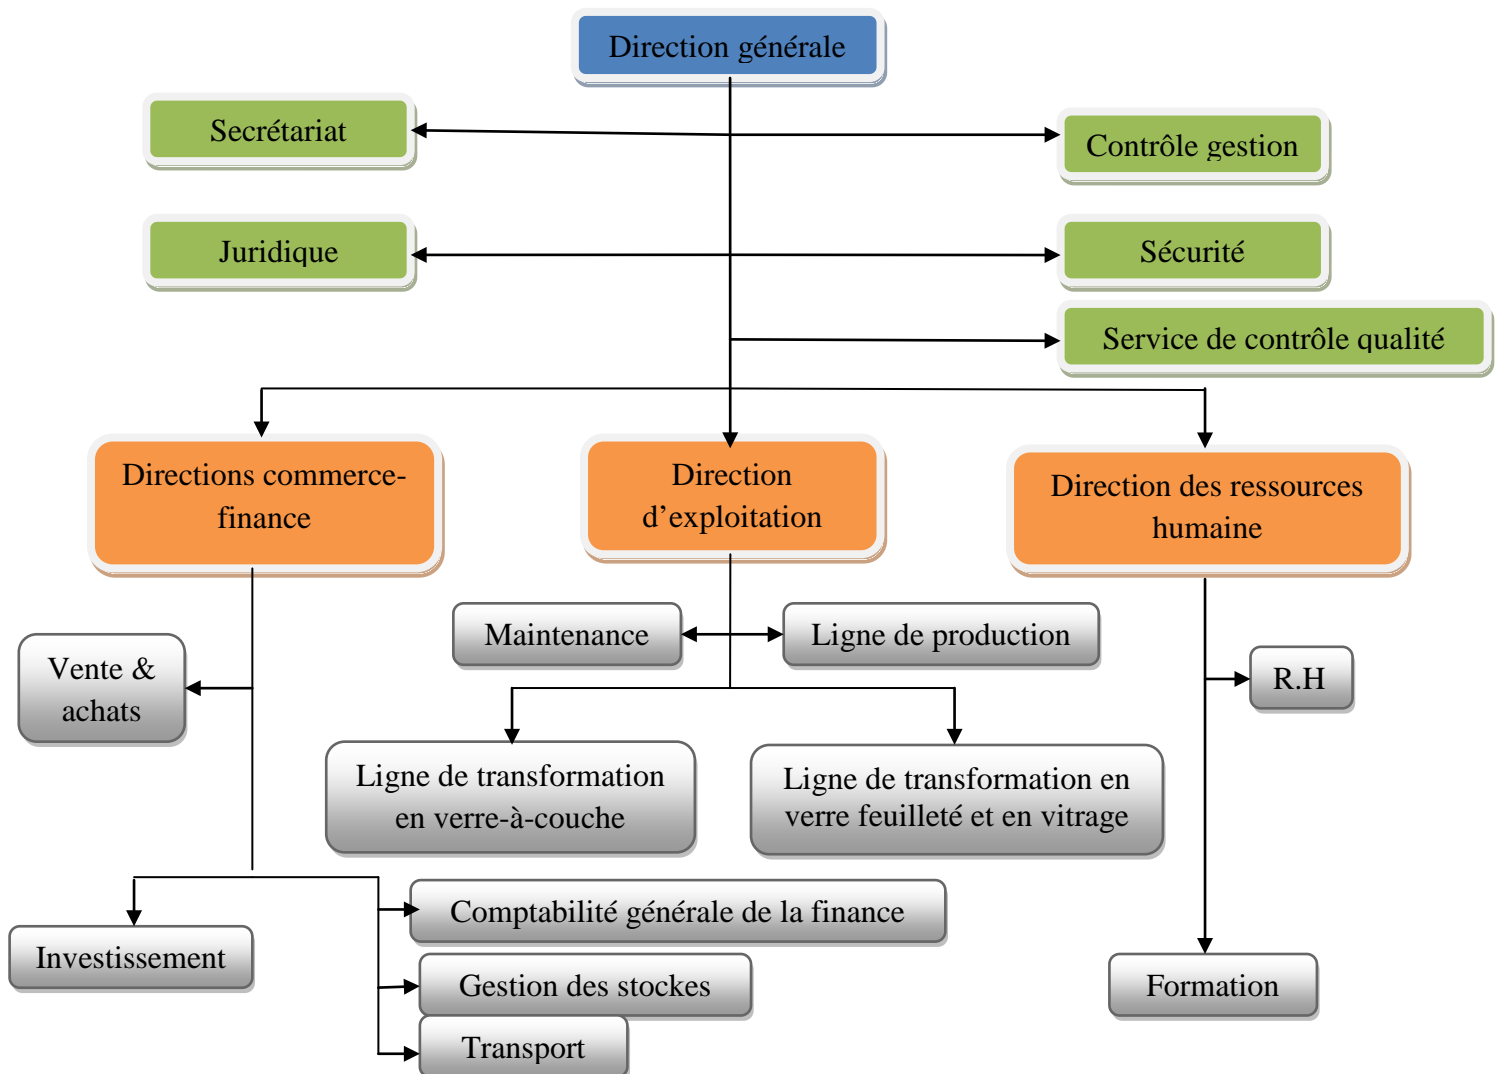 Direction générale
Secrétariat
Contrôle gestion
Juridique
Sécurité
Service de contrôle qualité
Directions commerce-
finance
Direction
d’exploitation
Direction des ressources
humaine
Maintenance
Ligne de production
Vente &
achats
R.H
Ligne de transformation
en verre-à-couche
Ligne de transformation en
verre feuilleté et en vitrage
Comptabilité générale de la finance
Investissement
Gestion des stockes
Formation
Transport